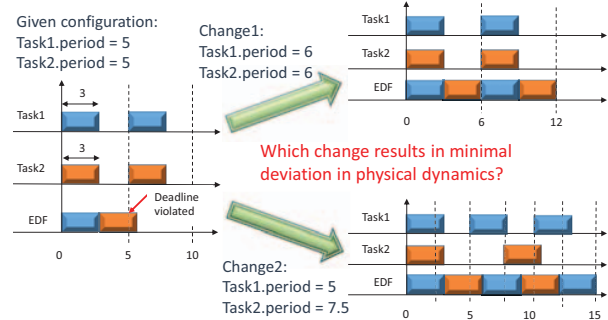 Given configuration:
Task1.period = 5
Task2.period = 5
Task1
3
Task2
3
Deadline
violated
EDF
0
5
10
Change1:
Task1.period = 6
Task2.period = 6
Task1
Task2
EDF
0
6
12
Which change results in minimal
deviation in physical dynamics?
Change2:
Task1.period = 5
Task2.period = 7.5
Task1
Task2
EDF
0
5
10
15